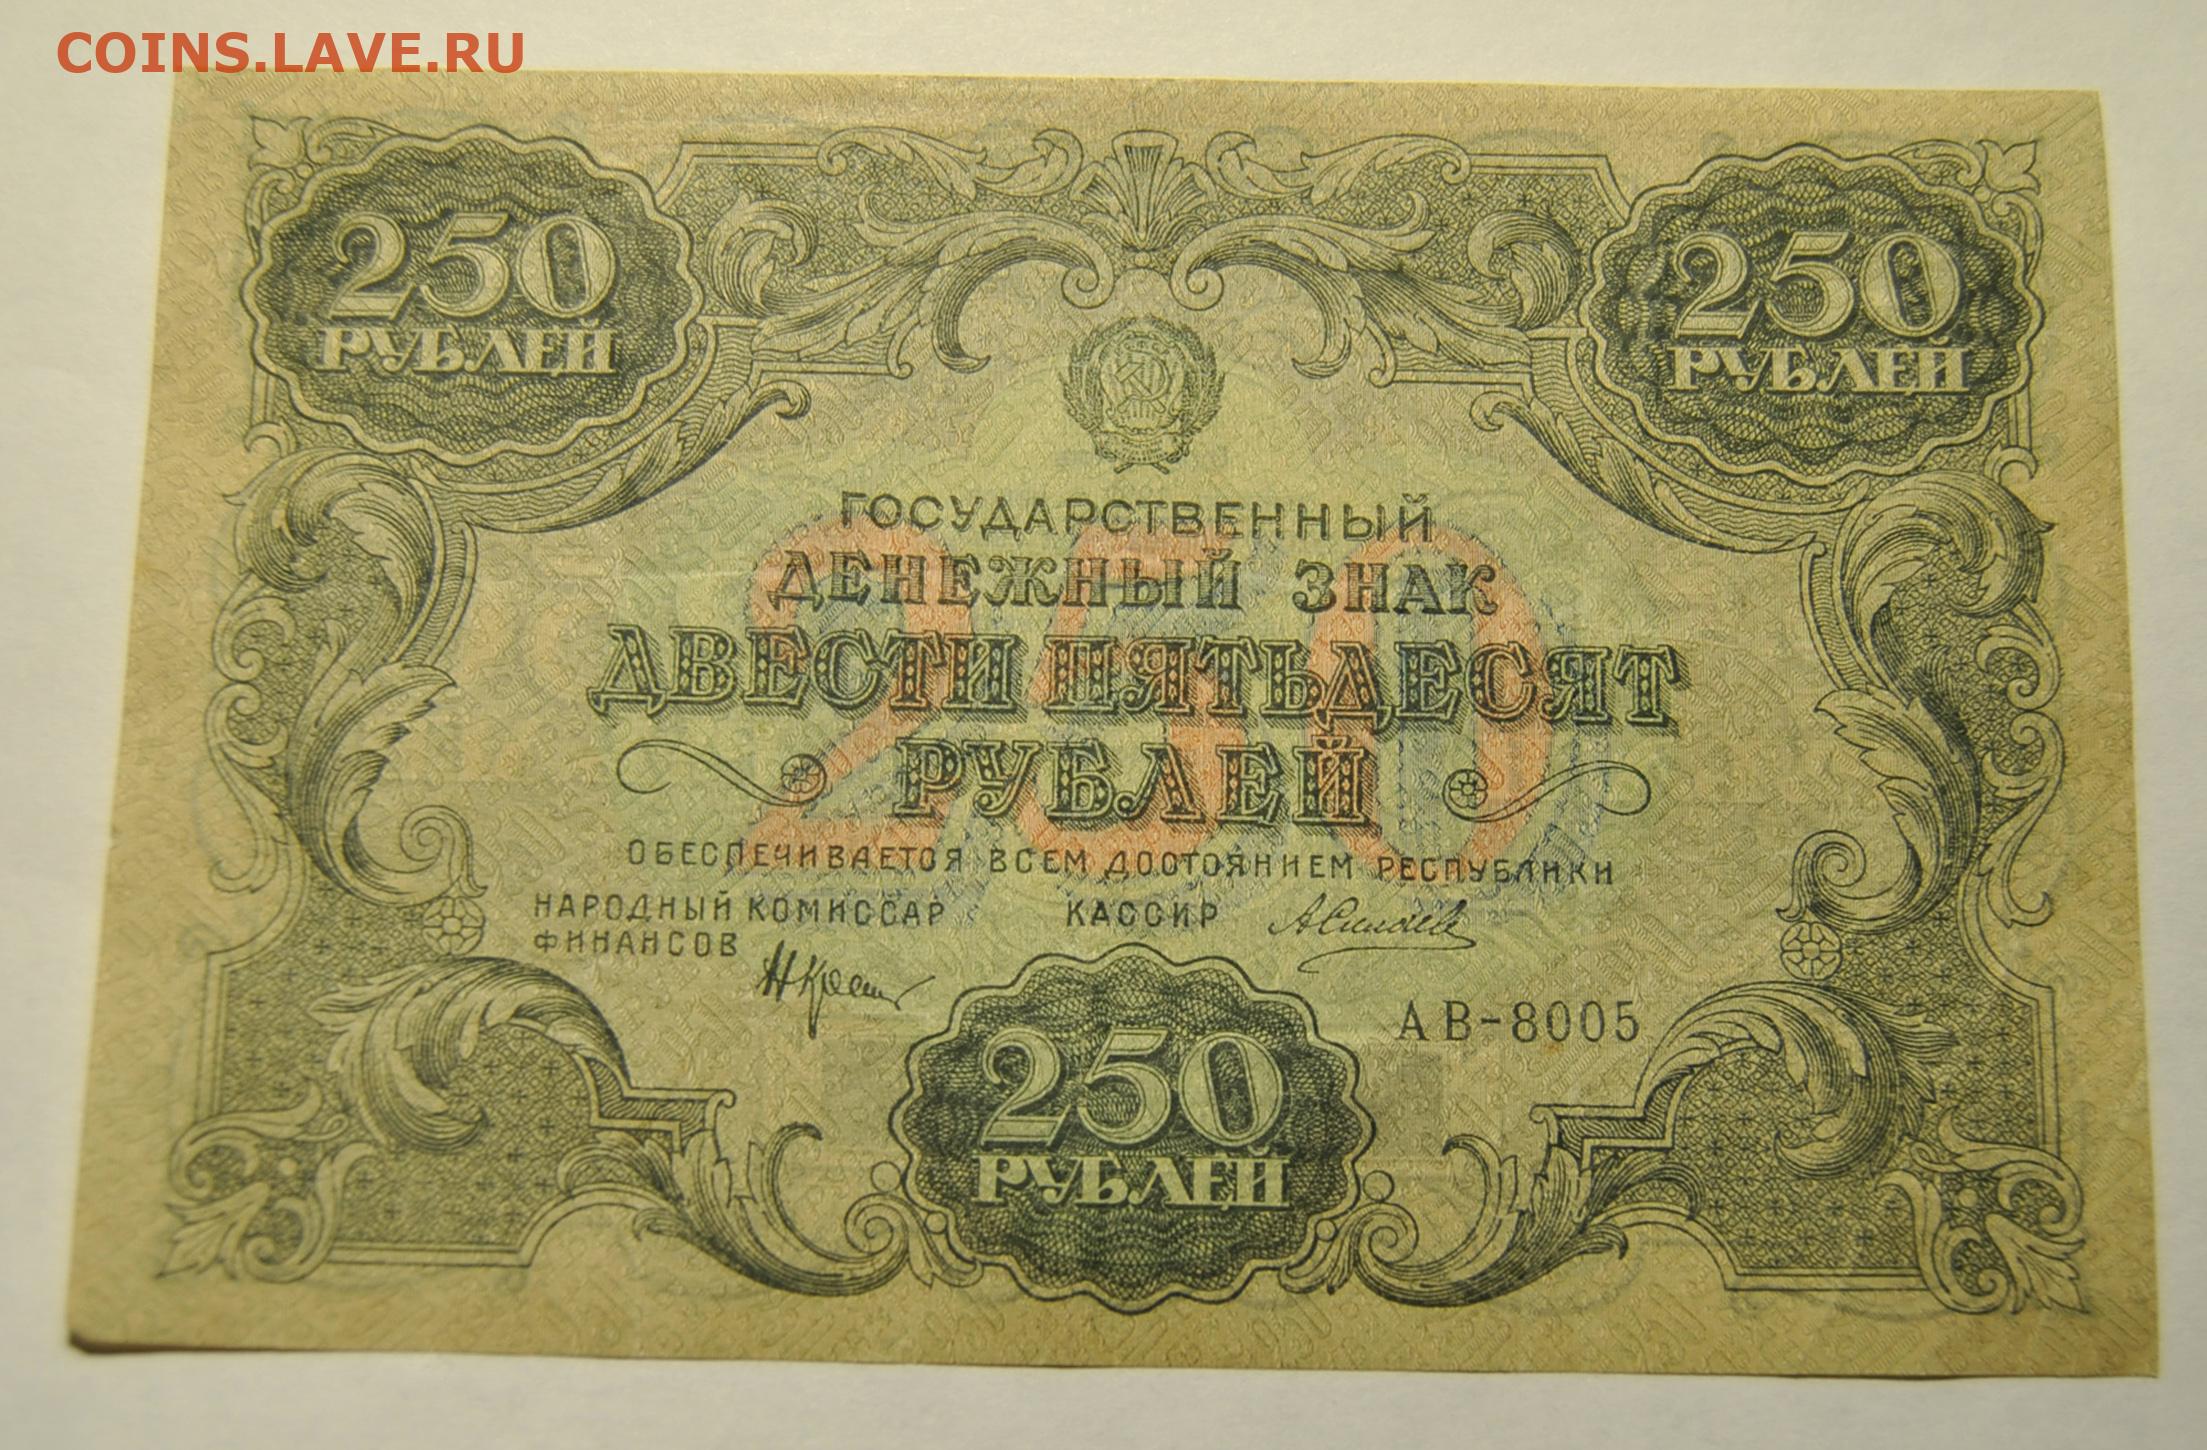 COINS.LAVE.RU
250
РУБЛЕЙ
250
РУБЛЕЙ
ГОСУДАРСТВЕННЫЙ
ДЕНЕЖНЫЙ ЗНАК
250
ДВЕСТИ ПЯТЬДЕСЯТ
РУБЛЕЙ
ОБЕСПЕЧИВАЕТСЯ ВСЕМ ДОСТОЯНИЕМ РЕСПУБЛИКИ
НАРОДНЫЙ КОМИССАР
ФИНАНСОВ
КАССИР
АВ-8005
250
РУБЛЕЙ